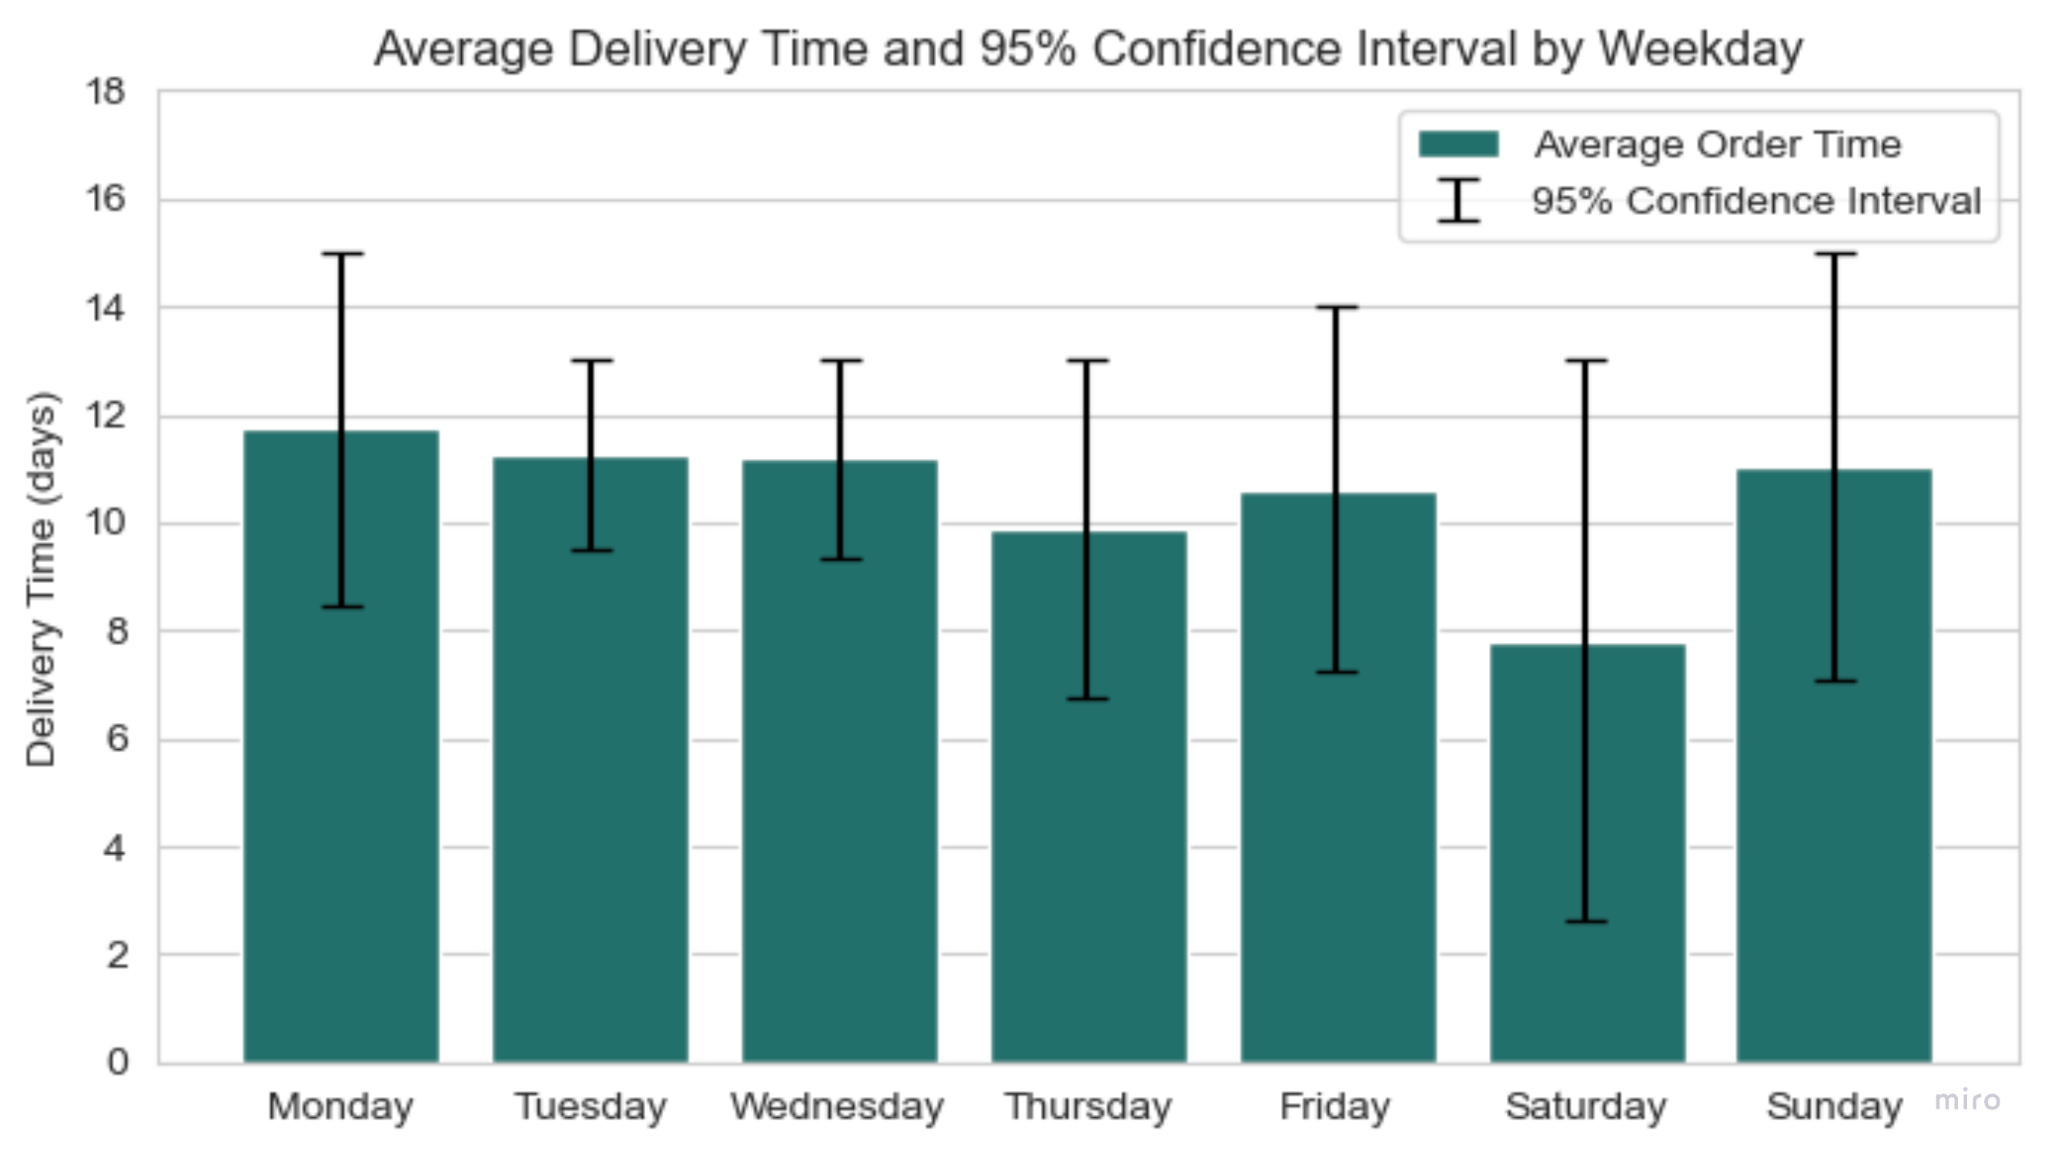 Average Delivery Time and 95% Confidence Interval by Weekday
18
16
14
12
10
8
6
4
2
0
Delivery Time (days)
Average Order Time
95% Confidence Interval
Monday
Tuesday
Wednesday
Thursday
Friday
Saturday
Sunday
miro